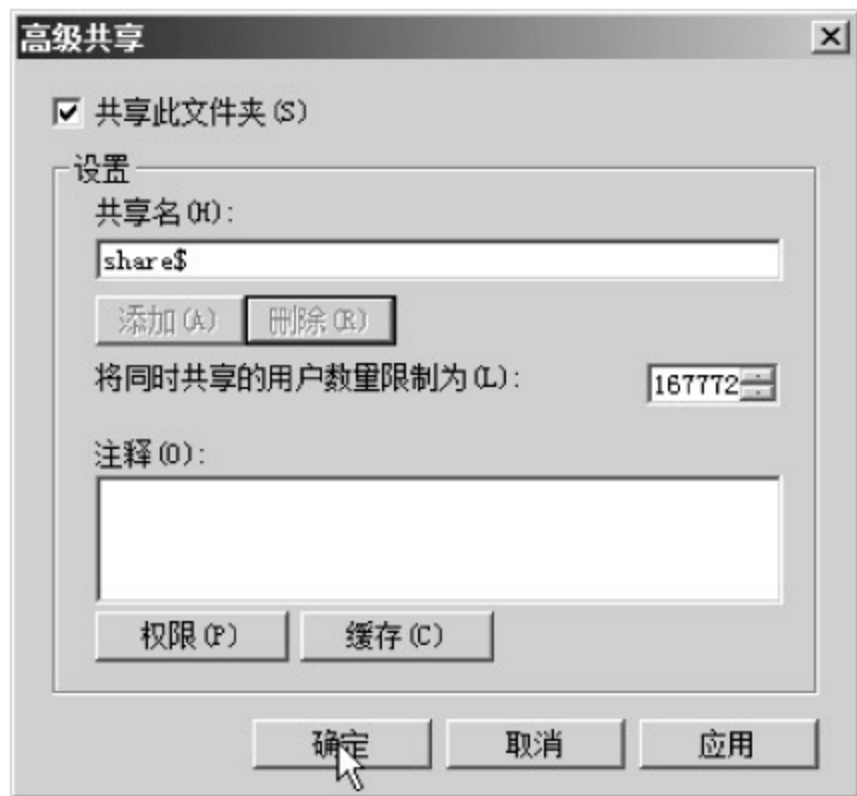 高级共享
共享此文件夹(S)
设置
共享名(H):
share$
添加(A) 删除(R)
将同时共享的用户数量限制为(L): 167772
注释(O):
权限(P) 缓存(C)
确定 取消 应用